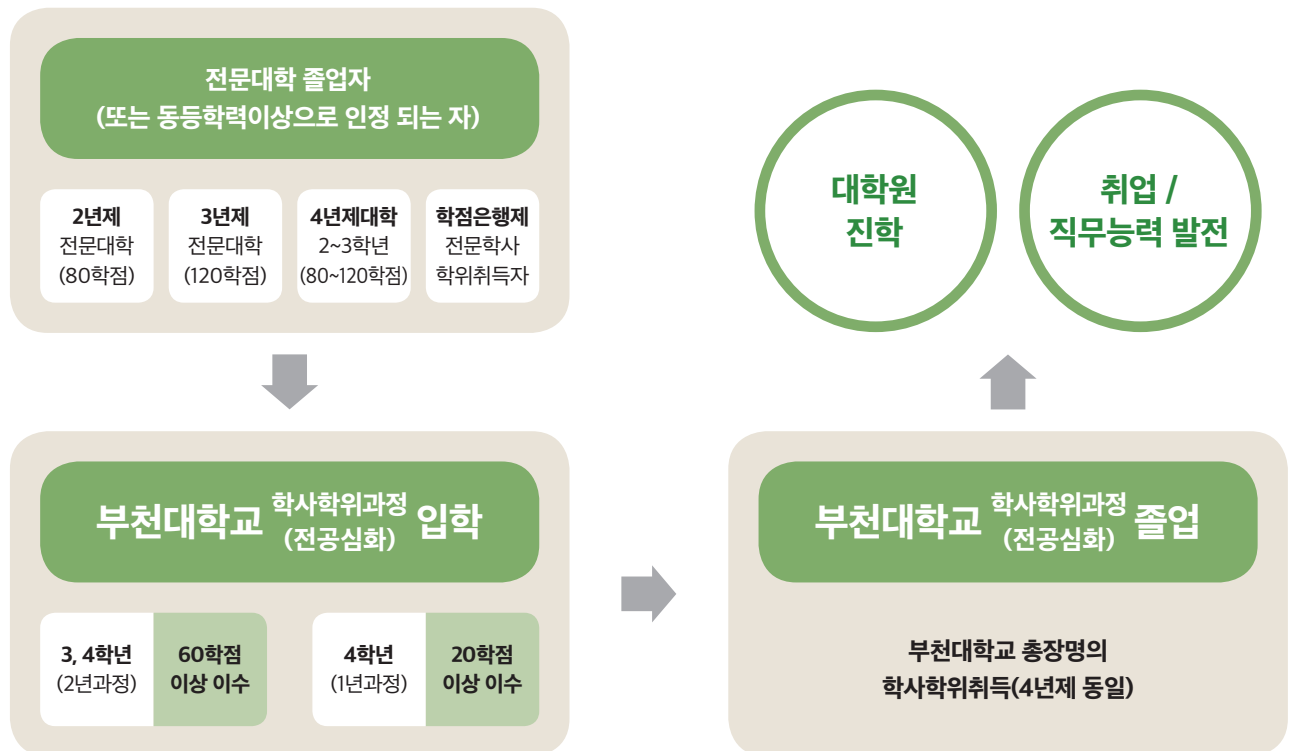 전문대학 졸업자
(또는 동등학력이상으로 인정 되는 자)
2년제
전문대학
(80학점)
3년제
전문대학
(120학점)
4년제대학
2~3학년
(80~120학점)
학점은행제
전문학사
학위취득자
부천대학교 학사학위과정 (전공심화) 입학
3, 4학년
(2년과정)
60학점
이상 이수
4학년
(1년과정)
20학점
이상 이수
부천대학교 학사학위과정 (전공심화) 졸업
부천대학교 총장명의
학사학위취득(4년제 동일)
대학원
진학
취업 /
직무능력 발전